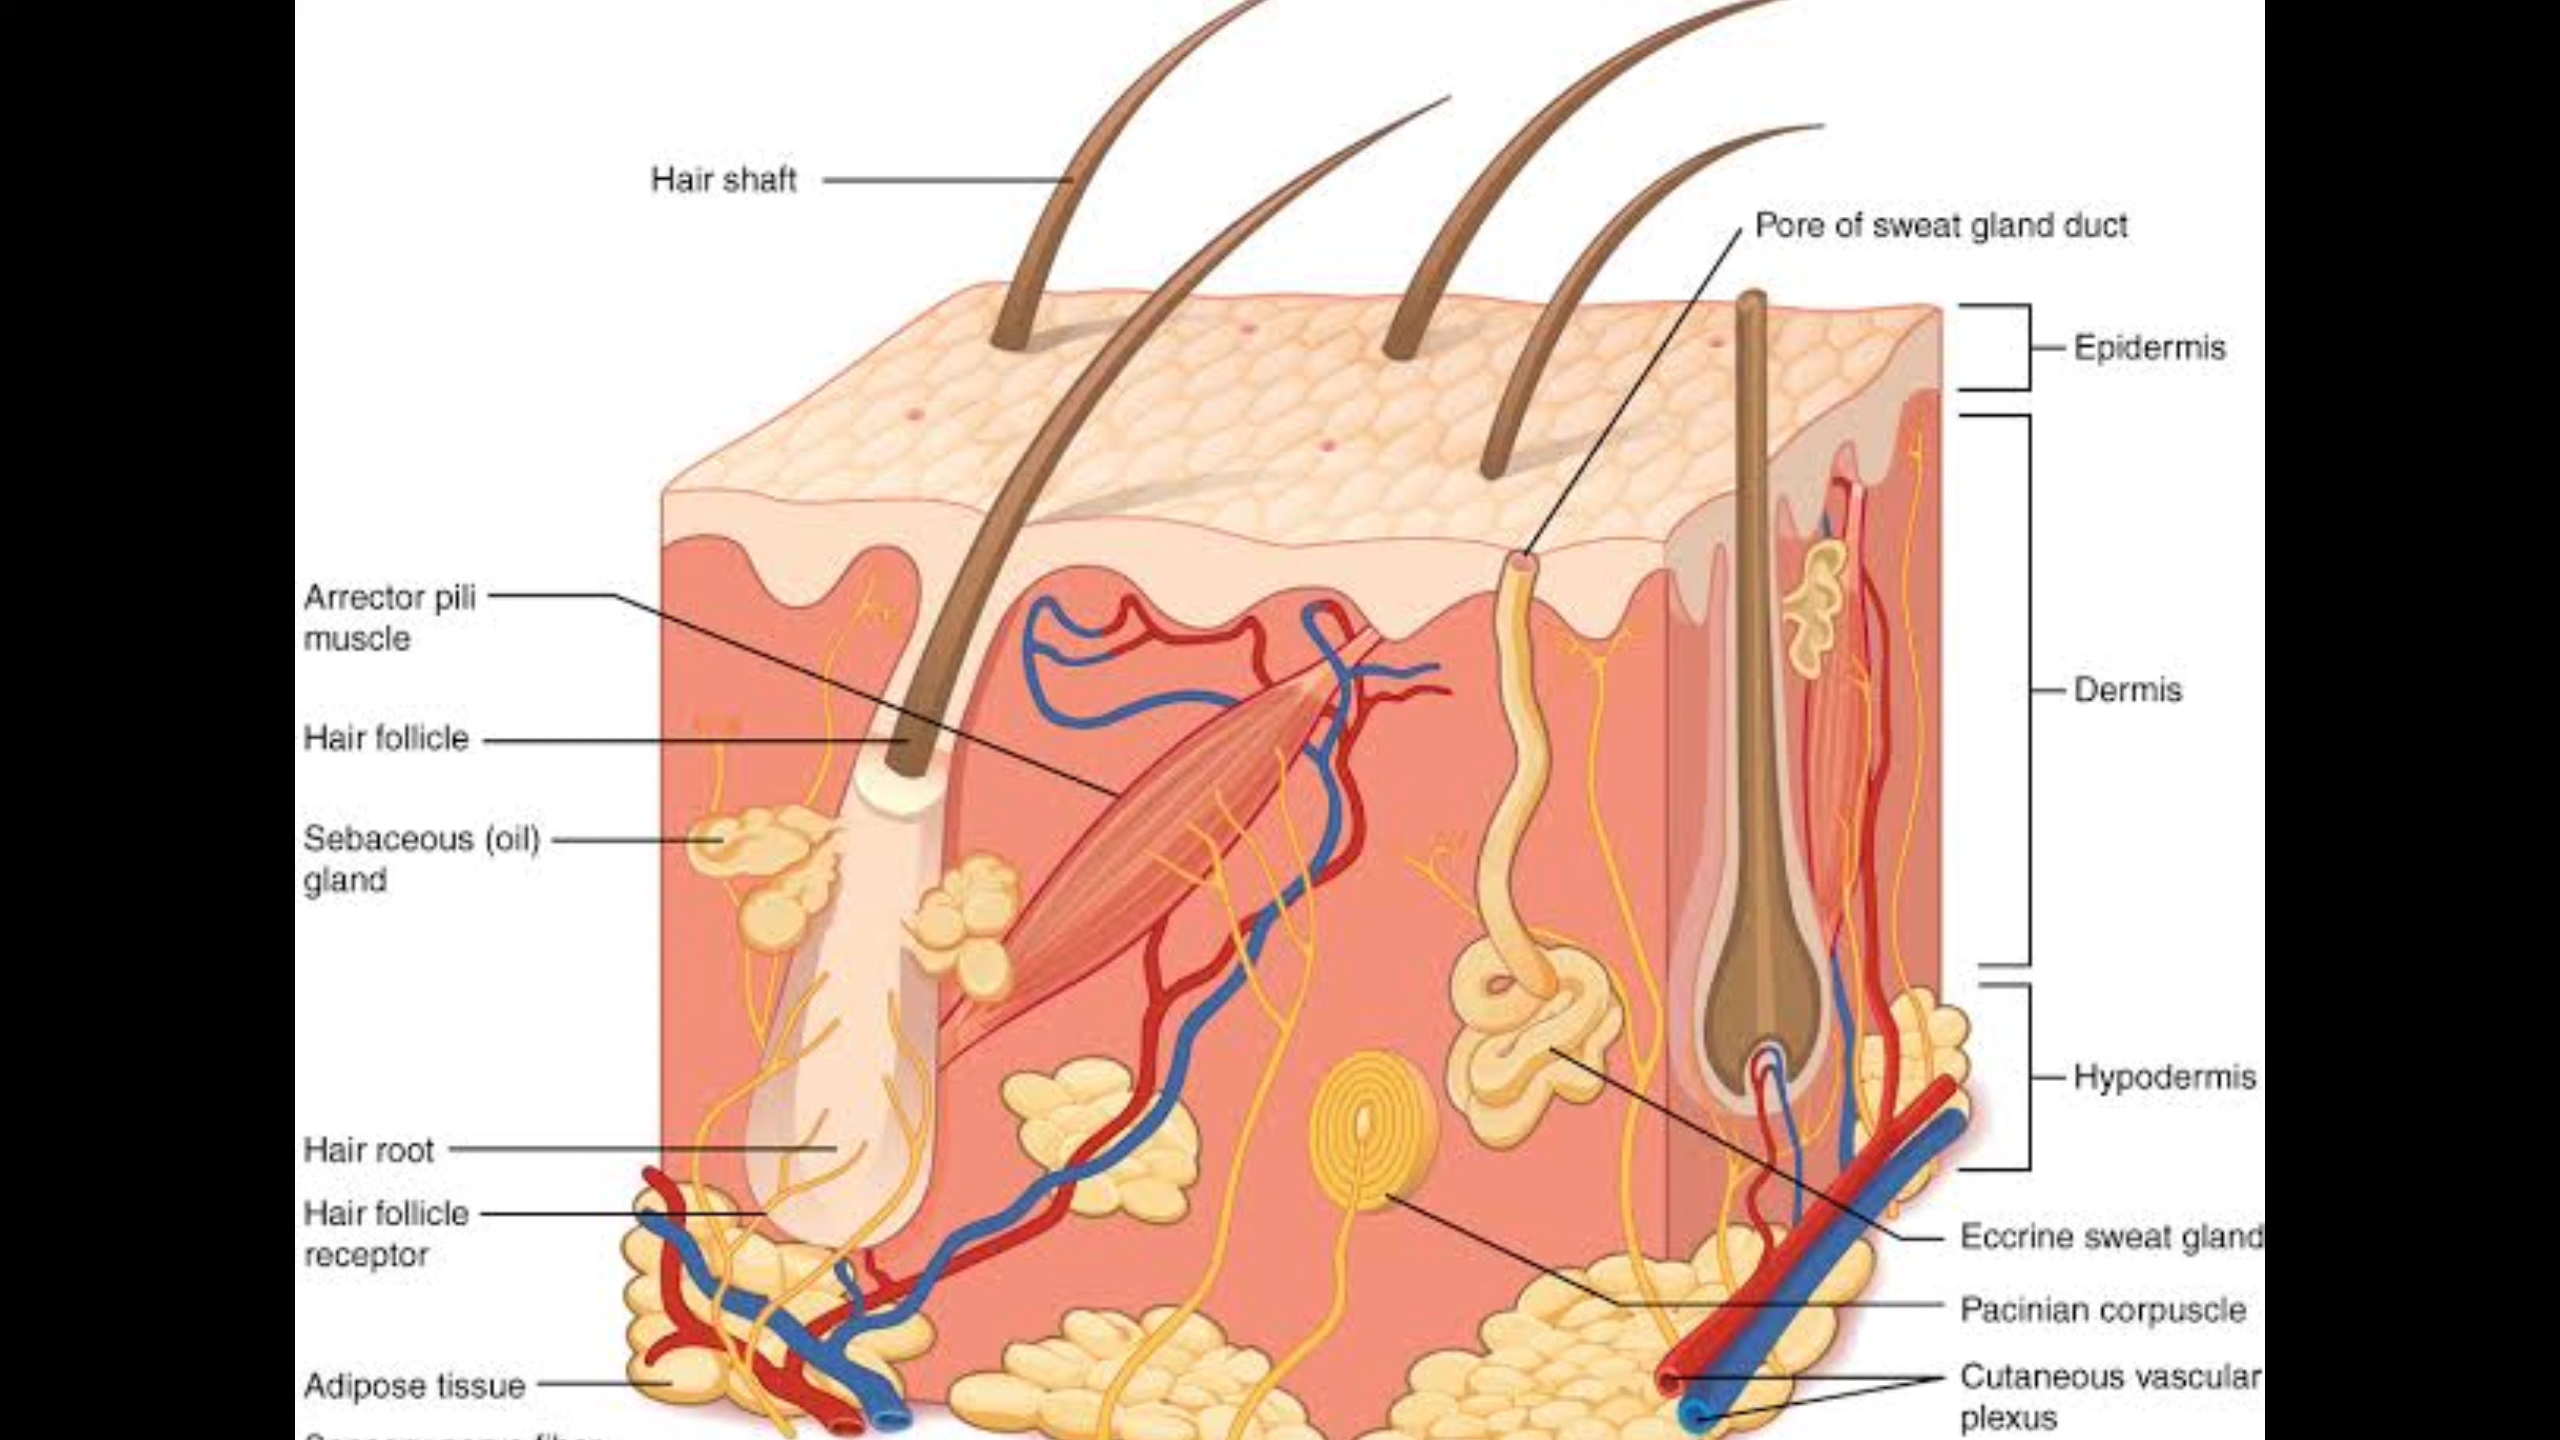 Hair shaft
Pore of sweat gland duct
Epidermis
Arrector pili
muscle
Dermis
Hair follicle
Sebaceous (oil)
gland
Hypodermis
Hair root
Hair follicle
receptor
Eccrine sweat gland
Pacinian corpuscle
Adipose tissue
Cutaneous vascular
plexus